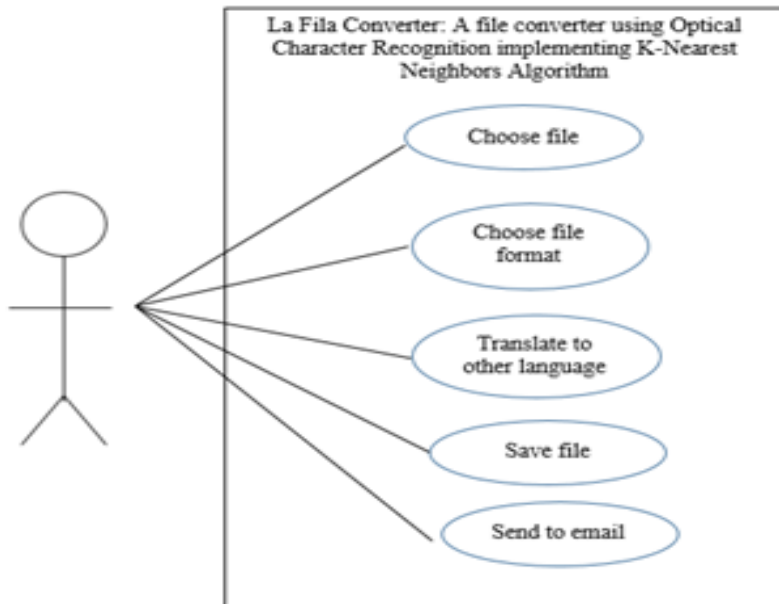 La Fila Converter: A file converter using Optical
Character Recognition implementing K-Nearest
Neighbors Algorithm
Choose file
Choose file
format
Translate to
other language
Save file
Send to email